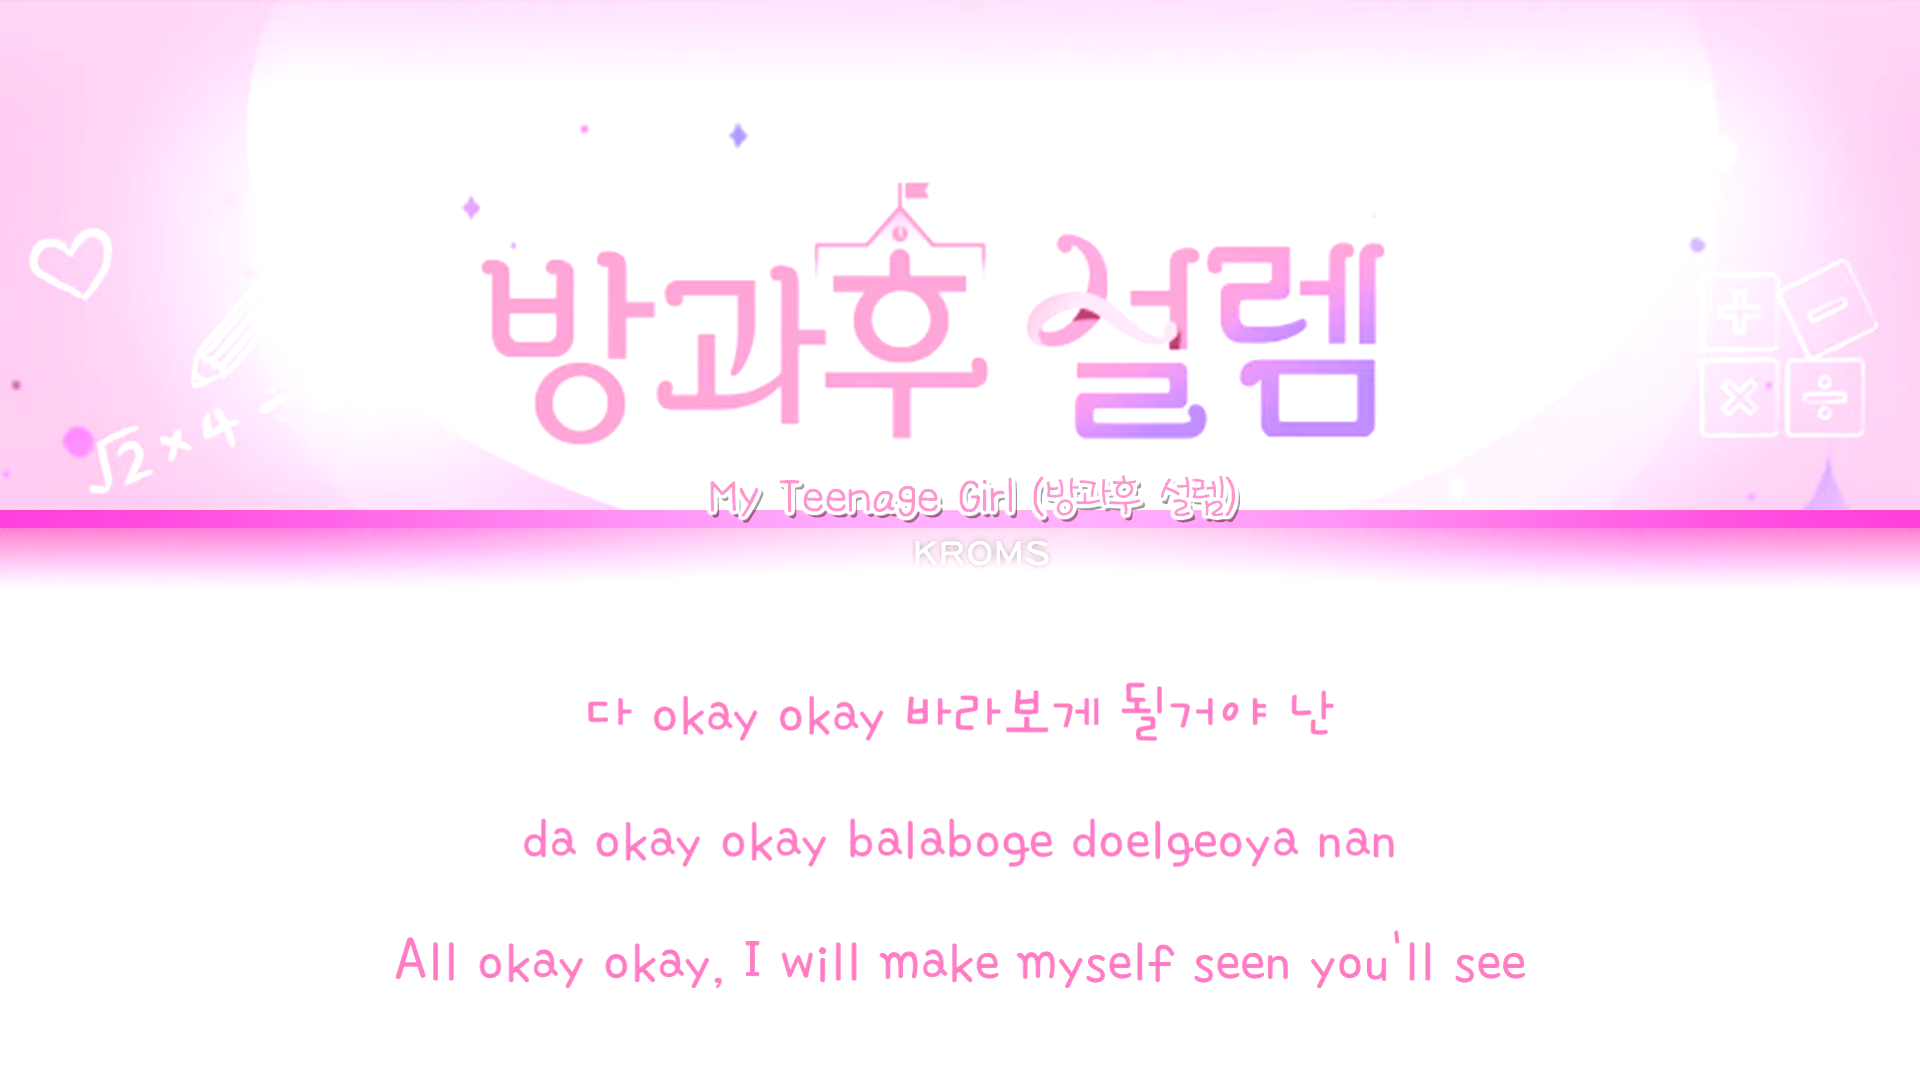 방과후 설렘
√2 × 4 ÷
+ −
× ÷
My Teenage Girl (방과후 설렘)
KROMS
다 okay okay 바라보게 될거야 난
da okay okay balaboge doelgeoya nan
All okay okay, I will make myself seen you'll see